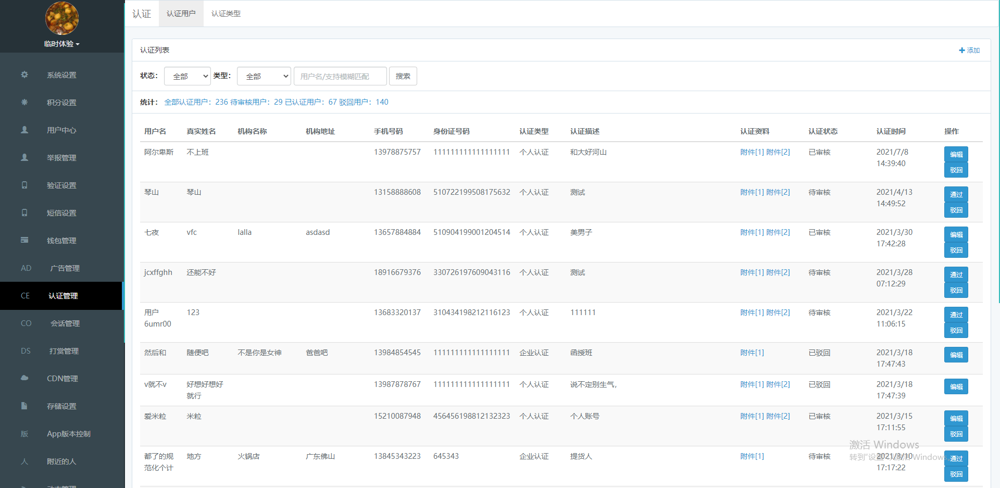 临时体验
系统设置
积分设置
用户中心
举报管理
验证设置
短信设置
钱包管理
AD 广告管理
CE 认证管理
CO 会话管理
DS 打赏管理
CDN管理
存储设置
版 App版本控制
人 附近的人
认证 认证用户 认证类型
认证列表 添加
状态： 全部 类型： 全部 用户名/支持模糊匹配 搜索
统计： 全部认证用户：236 待审核用户：29 已认证用户：67 驳回用户：140
用户名 真实姓名 机构名称 机构地址 手机号码 身份证号码 认证类型 认证描述 认证资料 认证状态 认证时间 操作
阿尔卑斯 不上班 13978875757 111111111111111111 个人认证 和大好河山 附件[1] 附件[2] 已审核 2021/7/8 编辑
14:39:40 驳回
琴山 琴山 13158888608 510722199508175632 个人认证 测试 附件[1] 附件[2] 待审核 2021/4/13 通过
14:49:52 驳回
七夜 vfc lalla asdasd 13657884884 510904199001204514 个人认证 美男子 附件[1] 附件[2] 已审核 2021/3/30 编辑
17:42:28 驳回
jcxffghh 还能不好 18916679376 330726197609043116 个人认证 测试 附件[1] 附件[2] 待审核 2021/3/28 通过
07:12:29 驳回
用户 123 13683320137 310434198212116123 个人认证 111111 附件[1] 附件[2] 待审核 2021/3/22 通过
6umr00 11:06:15 驳回
然后和 随便吧 不是你是女神 爸爸吧 13984854545 111111111111111111 企业认证 函授班 附件[1] 已驳回 2021/3/18 编辑
17:47:43
v就不v 好想好想好 13987878767 111111111111111111 个人认证 说不定别生气， 附件[1] 附件[2] 已驳回 2021/3/18 编辑
就行 17:47:39
爱米粒 米粒 15210087948 456456198812132323 个人认证 个人账号 附件[1] 附件[2] 已审核 2021/3/15 编辑
17:11:55 驳回
都了的规 地方 火锅店 广东佛山 13845343223 645343 企业认证 提货人 附件[1] 待审核 2021/3/10 通过
范化个计 17:17:22 驳回
激活 Windows
转到"设置"以激活 Windows。